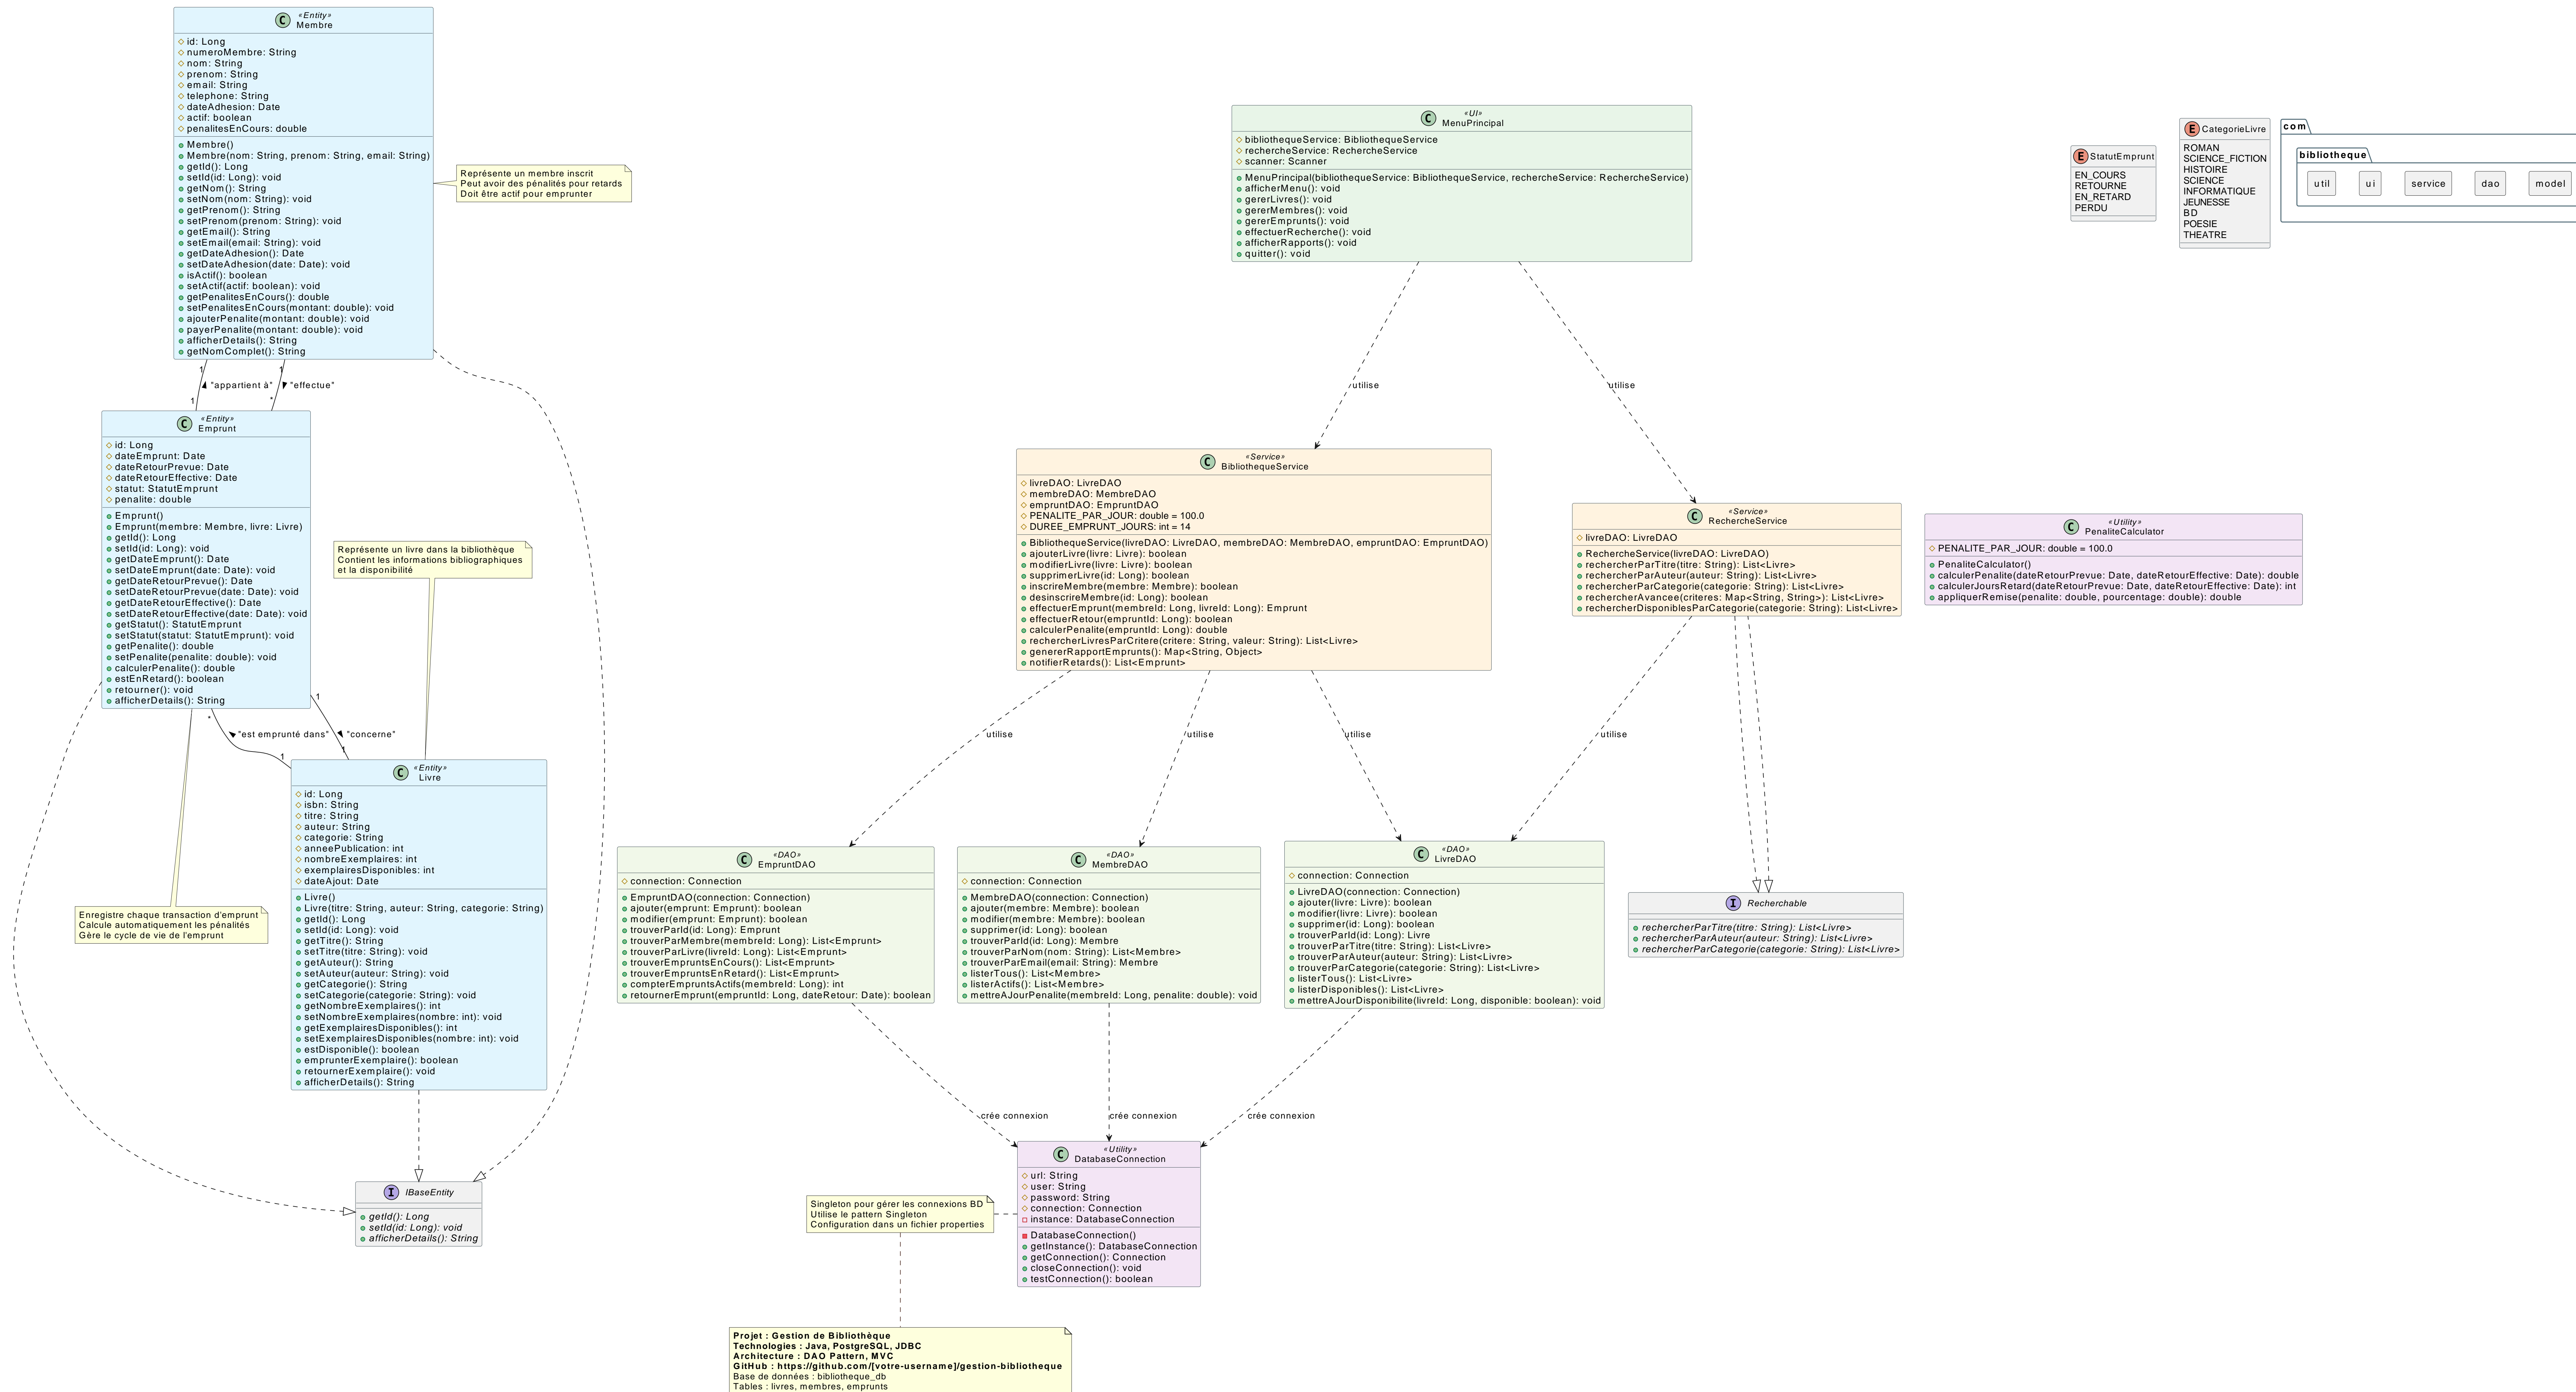 «Entity»
Membre
id: Long
numeroMembre: String
nom: String
prenom: String
email: String
telephone: String
dateAdhesion: Date
actif: boolean
penalitesEnCours: double
Membre()
Membre(nom: String, prenom: String, email: String)
getId(): Long
setId(id: Long): void
getNom(): String
setNom(nom: String): void
getPrenom(): String
setPrenom(prenom: String): void
getEmail(): String
setEmail(email: String): void
getDateAdhesion(): Date
setDateAdhesion(date: Date): void
isActif(): boolean
setActif(actif: boolean): void
getPenalitesEnCours(): double
setPenalitesEnCours(montant: double): void
ajouterPenalite(montant: double): void
payerPenalite(montant: double): void
afficherDetails(): String
getNomComplet(): String
Représente un membre inscrit
Peut avoir des pénalités pour retards
Doit être actif pour emprunter
1
1
"appartient à"
"effectue"
1
*
«Entity»
Emprunt
id: Long
dateEmprunt: Date
dateRetourPrevue: Date
dateRetourEffective: Date
statut: StatutEmprunt
penalite: double
Emprunt()
Emprunt(membre: Membre, livre: Livre)
getId(): Long
setId(id: Long): void
getDateEmprunt(): Date
setDateEmprunt(date: Date): void
getDateRetourPrevue(): Date
setDateRetourPrevue(date: Date): void
getDateRetourEffective(): Date
setDateRetourEffective(date: Date): void
getStatut(): StatutEmprunt
setStatut(statut: StatutEmprunt): void
getPenalite(): double
setPenalite(penalite: double): void
calculerPenalite(): double
estEnRetard(): boolean
retourner(): void
afficherDetails(): String
Représente un livre dans la bibliothèque
Contient les informations bibliographiques
et la disponibilité
1
*
"est emprunté dans"
"concerne"
1
1
«Entity»
Livre
id: Long
isbn: String
titre: String
auteur: String
categorie: String
anneePublication: int
nombreExemplaires: int
exemplairesDisponibles: int
dateAjout: Date
Livre()
Livre(titre: String, auteur: String, categorie: String)
getId(): Long
setId(id: Long): void
getTitre(): String
setTitre(titre: String): void
getAuteur(): String
setAuteur(auteur: String): void
getCategorie(): String
setCategorie(categorie: String): void
getNombreExemplaires(): int
setNombreExemplaires(nombre: int): void
getExemplairesDisponibles(): int
setExemplairesDisponibles(nombre: int): void
estDisponible(): boolean
emprunterExemplaire(): boolean
retournerExemplaire(): void
afficherDetails(): String
Enregistre chaque transaction d'emprunt
Calcule automatiquement les pénalités
Gère le cycle de vie de l'emprunt
IBaseEntity
getId(): Long
setId(id: Long): void
afficherDetails(): String
«UI»
MenuPrincipal
bibliothequeService: BibliothequeService
rechercheService: RechercheService
scanner: Scanner
MenuPrincipal(bibliothequeService: BibliothequeService, rechercheService: RechercheService)
afficherMenu(): void
gererLivres(): void
gererMembres(): void
gererEmprunts(): void
effectuerRecherche(): void
afficherRapports(): void
quitter(): void
utilise
utilise
«Service»
BibliothequeService
livreDAO: LivreDAO
membreDAO: MembreDAO
empruntDAO: EmpruntDAO
PENALITE_PAR_JOUR: double = 100.0
DUREE_EMPRUNT_JOURS: int = 14
BibliothequeService(livreDAO: LivreDAO, membreDAO: MembreDAO, empruntDAO: EmpruntDAO)
ajouterLivre(livre: Livre): boolean
modifierLivre(livre: Livre): boolean
supprimerLivre(id: Long): boolean
inscrireMembre(membre: Membre): boolean
desinscrireMembre(id: Long): boolean
effectuerEmprunt(membreId: Long, livreId: Long): Emprunt
effectuerRetour(empruntId: Long): boolean
calculerPenalite(empruntId: Long): double
rechercherLivresParCritere(critere: String, valeur: String): List<Livre>
genererRapportEmprunts(): Map<String, Object>
notifierRetards(): List<Emprunt>
«Service»
RechercheService
livreDAO: LivreDAO
RechercheService(livreDAO: LivreDAO)
rechercherParTitre(titre: String): List<Livre>
rechercherParAuteur(auteur: String): List<Livre>
rechercherParCategorie(categorie: String): List<Livre>
rechercherAvancee(criteres: Map<String, String>): List<Livre>
rechercherDisponiblesParCategorie(categorie: String): List<Livre>
«Utility»
PenaliteCalculator
PENALITE_PAR_JOUR: double = 100.0
PenaliteCalculator()
calculerPenalite(dateRetourPrevue: Date, dateRetourEffective: Date): double
calculerJoursRetard(dateRetourPrevue: Date, dateRetourEffective: Date): int
appliquerRemise(penalite: double, pourcentage: double): double
StatutEmprunt
EN_COURS
RETOURNE
EN_RETARD
PERDU
CategorieLivre
ROMAN
SCIENCE_FICTION
HISTOIRE
SCIENCE
INFORMATIQUE
JEUNESSE
BD
POESIE
THEATRE
com
bibliotheque
util
ui
service
dao
model
utilise
utilise
utilise
utilise
«DAO»
EmpruntDAO
connection: Connection
EmpruntDAO(connection: Connection)
ajouter(emprunt: Emprunt): boolean
modifier(emprunt: Emprunt): boolean
trouverParId(id: Long): Emprunt
trouverParMembre(membreId: Long): List<Emprunt>
trouverParLivre(livreId: Long): List<Emprunt>
trouverEmpruntsEnCours(): List<Emprunt>
trouverEmpruntsEnRetard(): List<Emprunt>
compterEmpruntsActifs(membreId: Long): int
retournerEmprunt(empruntId: Long, dateRetour: Date): boolean
«DAO»
MembreDAO
connection: Connection
MembreDAO(connection: Connection)
ajouter(membre: Membre): boolean
modifier(membre: Membre): boolean
supprimer(id: Long): boolean
trouverParId(id: Long): Membre
trouverParNom(nom: String): List<Membre>
trouverParEmail(email: String): Membre
listerTous(): List<Membre>
listerActifs(): List<Membre>
mettreAJourPenalite(membreId: Long, penalite: double): void
«DAO»
LivreDAO
connection: Connection
LivreDAO(connection: Connection)
ajouter(livre: Livre): boolean
modifier(livre: Livre): boolean
supprimer(id: Long): boolean
trouverParId(id: Long): Livre
trouverParTitre(titre: String): List<Livre>
trouverParAuteur(auteur: String): List<Livre>
trouverParCategorie(categorie: String): List<Livre>
listerTous(): List<Livre>
listerDisponibles(): List<Livre>
mettreAJourDisponibilite(livreId: Long, disponible: boolean): void
Recherchable
rechercherParTitre(titre: String): List<Livre>
rechercherParAuteur(auteur: String): List<Livre>
rechercherParCategorie(categorie: String): List<Livre>
crée connexion
crée connexion
crée connexion
«Utility»
DatabaseConnection
url: String
user: String
password: String
connection: Connection
instance: DatabaseConnection
DatabaseConnection()
getInstance(): DatabaseConnection
getConnection(): Connection
closeConnection(): void
testConnection(): boolean
Singleton pour gérer les connexions BD
Utilise le pattern Singleton
Configuration dans un fichier properties
Projet : Gestion de Bibliothèque
Technologies : Java, PostgreSQL, JDBC
Architecture : DAO Pattern, MVC
GitHub : https://github.com/[votre-username]/gestion-bibliotheque
Base de données : bibliotheque_db
Tables : livres, membres, emprunts